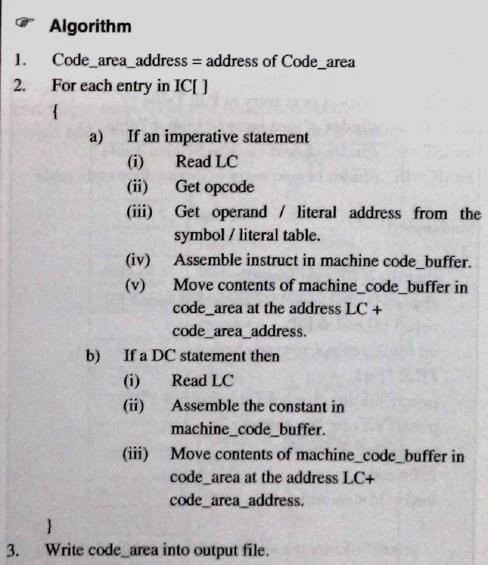 ☞ Algorithm
1. Code_area_address = address of Code_area
2. For each entry in IC[ ]
{
a) If an imperative statement
(i) Read LC
(ii) Get opcode
(iii) Get operand / literal address from the
symbol / literal table.
(iv) Assemble instruct in machine code_buffer.
(v) Move contents of machine_code_buffer in
code_area at the address LC +
code_area_address.
b) If a DC statement then
(i) Read LC
(ii) Assemble the constant in
machine_code_buffer.
(iii) Move contents of machine_code_buffer in
code_area at the address LC+
code_area_address.
}
3. Write code_area into output file.